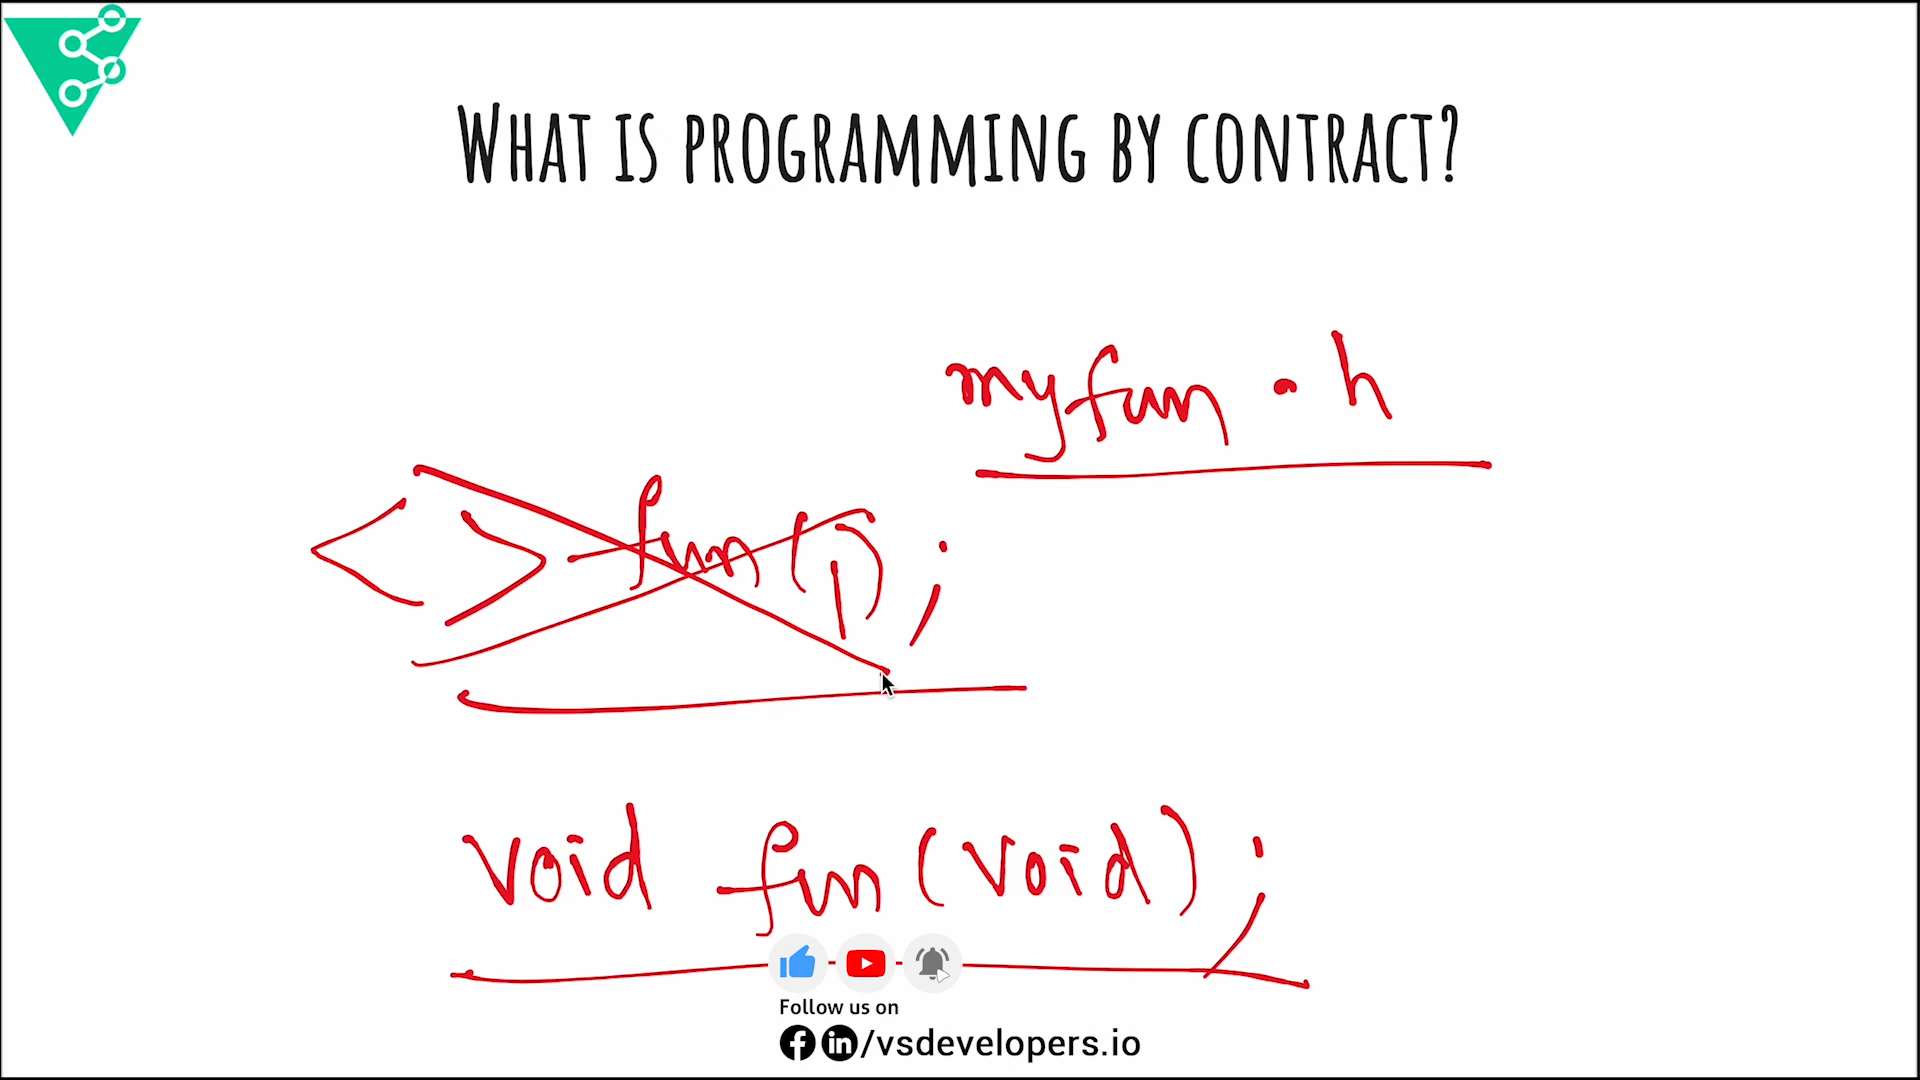 WHAT IS PROGRAMMING BY CONTRACT?
myfun.h
< > fun( );
void fun(void);
Follow us on
/vsdevelopers.io